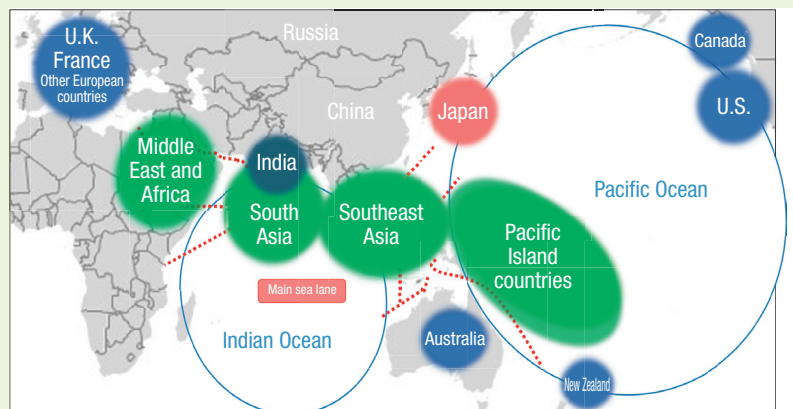 U.K.
France
Other European
countries
Russia
Canada
China
Japan
U.S.
Middle
East and
Africa
India
South
Asia
Southeast
Asia
Pacific Ocean
Pacific
Island
countries
Main sea lane
Indian Ocean
Australia
New Zealand